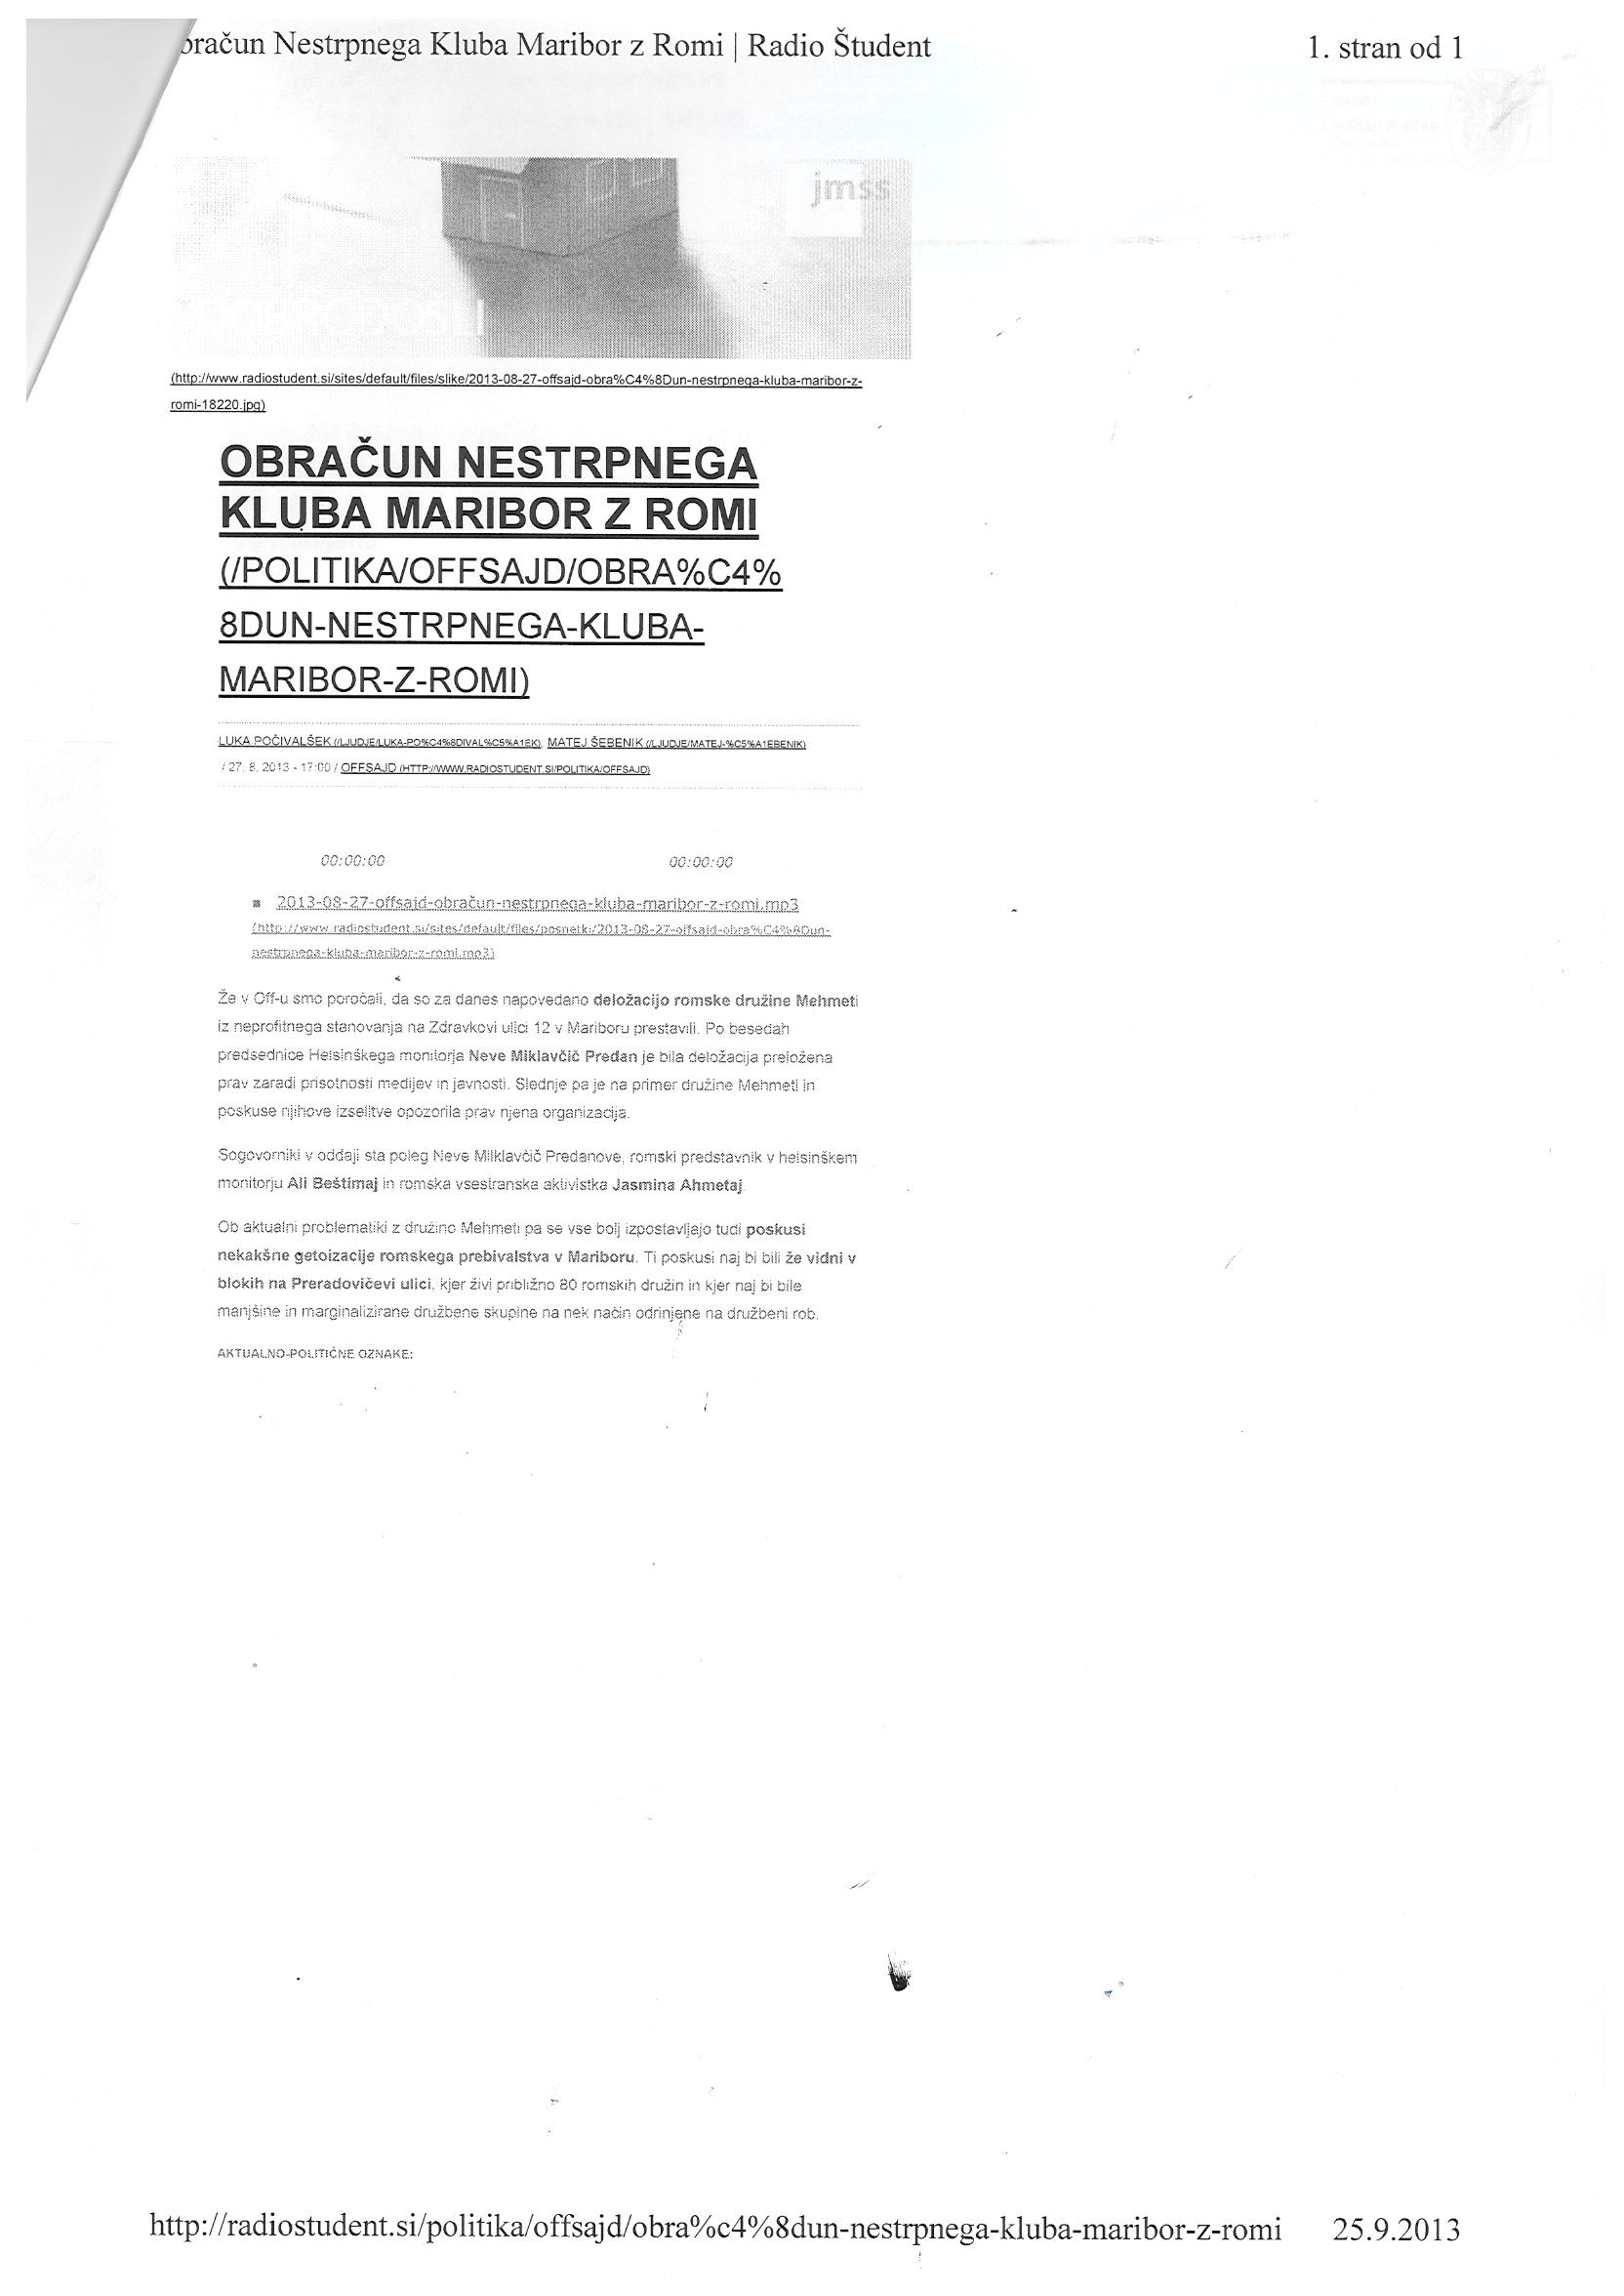 bračun Nestrpnega Kluba Maribor z Romi | Radio Študent 1. stran od 1
jmss
(http://www.radiostudent.si/sites/default/files/slike/2013-08-27-offsajd-obra%C4%8Dun-nestrpnega-kluba-maribor-z-
romi-18220.jpg)
OBRAČUN NESTRPNEGA
KLUBA MARIBOR Z ROMI
(/POLITIKA/OFFSAJD/OBRA%C4%
8DUN-NESTRPNEGA-KLUBA-
MARIBOR-Z-ROMI)
LUKA POČIVALŠEK (/LJUDJE/LUKA-PO%C4%8DIVAL%C5%A1EK), MATEJ ŠEBENIK (/LJUDJE/MATEJ-%C5%A1EBENIK)
/ 27. 8. 2013 - 17:00 / OFFSAJD (HTTP://WWW.RADIOSTUDENT.SI/POLITIKA/OFFSAJD)
00:00:00 00:00:00
2013-08-27-offsajd-obračun-nestrpnega-kluba-maribor-z-romi.mp3
(http://www.radiostudent.si/sites/default/files/posnetki/2013-08-27-offsajd-obra%C4%8Dun-
nestrpnega-kluba-maribor-z-romi.mp3)
Že v Off-u smo poročali, da so za danes napovedano deložacijo romske družine Mehmeti
iz neprofitnega stanovanja na Zdravkovi ulici 12 v Mariboru prestavili. Po besedah
predsednice Helsinškega monitorja Neve Miklavčič Predan je bila deložacija preložena
prav zaradi prisotnosti medijev in javnosti. Slednje pa je na primer družine Mehmeti in
poskuse njihove izselitve opozorila prav njena organizacija.
Sogovorniki v oddaji sta poleg Neve Milklavčič Predanove, romski predstavnik v helsinškem
monitorju Ali Beštimaj in romska vsestranska aktivistka Jasmina Ahmetaj.
Ob aktualni problematiki z družino Mehmeti pa se vse bolj izpostavljajo tudi poskusi
nekakšne getoizacije romskega prebivalstva v Mariboru. Ti poskusi naj bi bili že vidni v
blokih na Preradovičevi ulici, kjer živi približno 80 romskih družin in kjer naj bi bile
manjšine in marginalizirane družbene skupine na nek način odrinjene na družbeni rob.
AKTUALNO-POLITIČNE OZNAKE:
http://radiostudent.si/politika/offsajd/obra%c4%8dun-nestrpnega-kluba-maribor-z-romi 25.9.2013